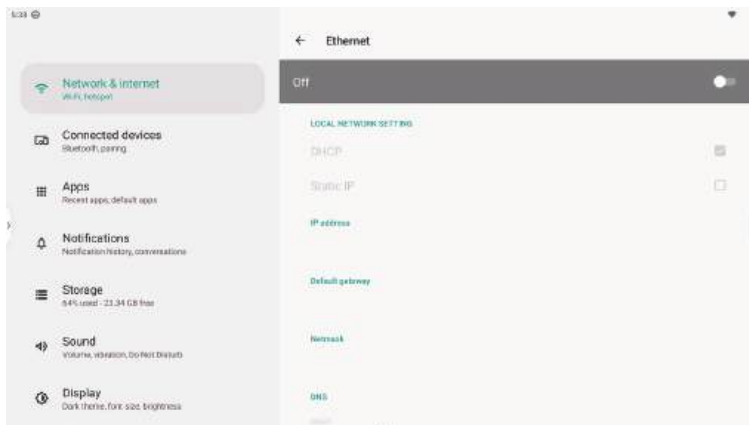 Ethernet
Network & internet
Wi-Fi, hotspot
Off
Connected devices
Bluetooth, pairing
LOCAL NETWORK SETTING
DHCP
Static IP
Apps
Recent apps, default apps
IP address
Notifications
Notification history, conversations
Default gateway
Storage
64% used - 23.34 GB free
Sound
Volume, vibration, Do Not Disturb
Netmask
Display
Dark theme, font size, brightness
DNS